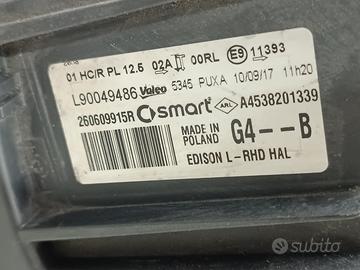 01 HC/R PL 12.5 02A 00RL E9 11393
L90049486 Valeo 5345 PUXA 10/09/17 11h20
260609915R smart ARL A4538201339
MADE IN POLAND G4--B
EDISON L-RHD HAL
subito